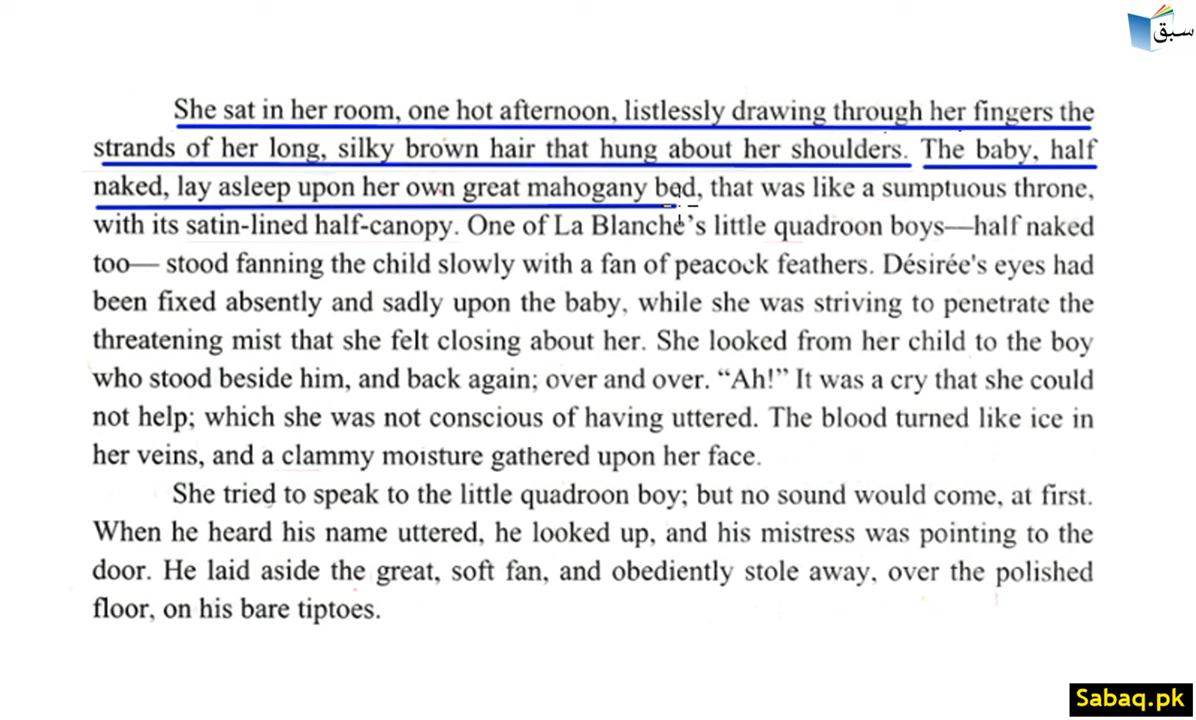 سبق
She sat in her room, one hot afternoon, listlessly drawing through her fingers the
strands of her long, silky brown hair that hung about her shoulders. The baby, half
naked, lay asleep upon her own great mahogany bed, that was like a sumptuous throne,
with its satin-lined half-canopy. One of La Blanche's little quadroon boys—half naked
too— stood fanning the child slowly with a fan of peacock feathers. Désirée's eyes had
been fixed absently and sadly upon the baby, while she was striving to penetrate the
threatening mist that she felt closing about her. She looked from her child to the boy
who stood beside him, and back again; over and over. “Ah!” It was a cry that she could
not help; which she was not conscious of having uttered. The blood turned like ice in
her veins, and a clammy moisture gathered upon her face.
She tried to speak to the little quadroon boy; but no sound would come, at first.
When he heard his name uttered, he looked up, and his mistress was pointing to the
door. He laid aside the great, soft fan, and obediently stole away, over the polished
floor, on his bare tiptoes.
Sabaq.pk